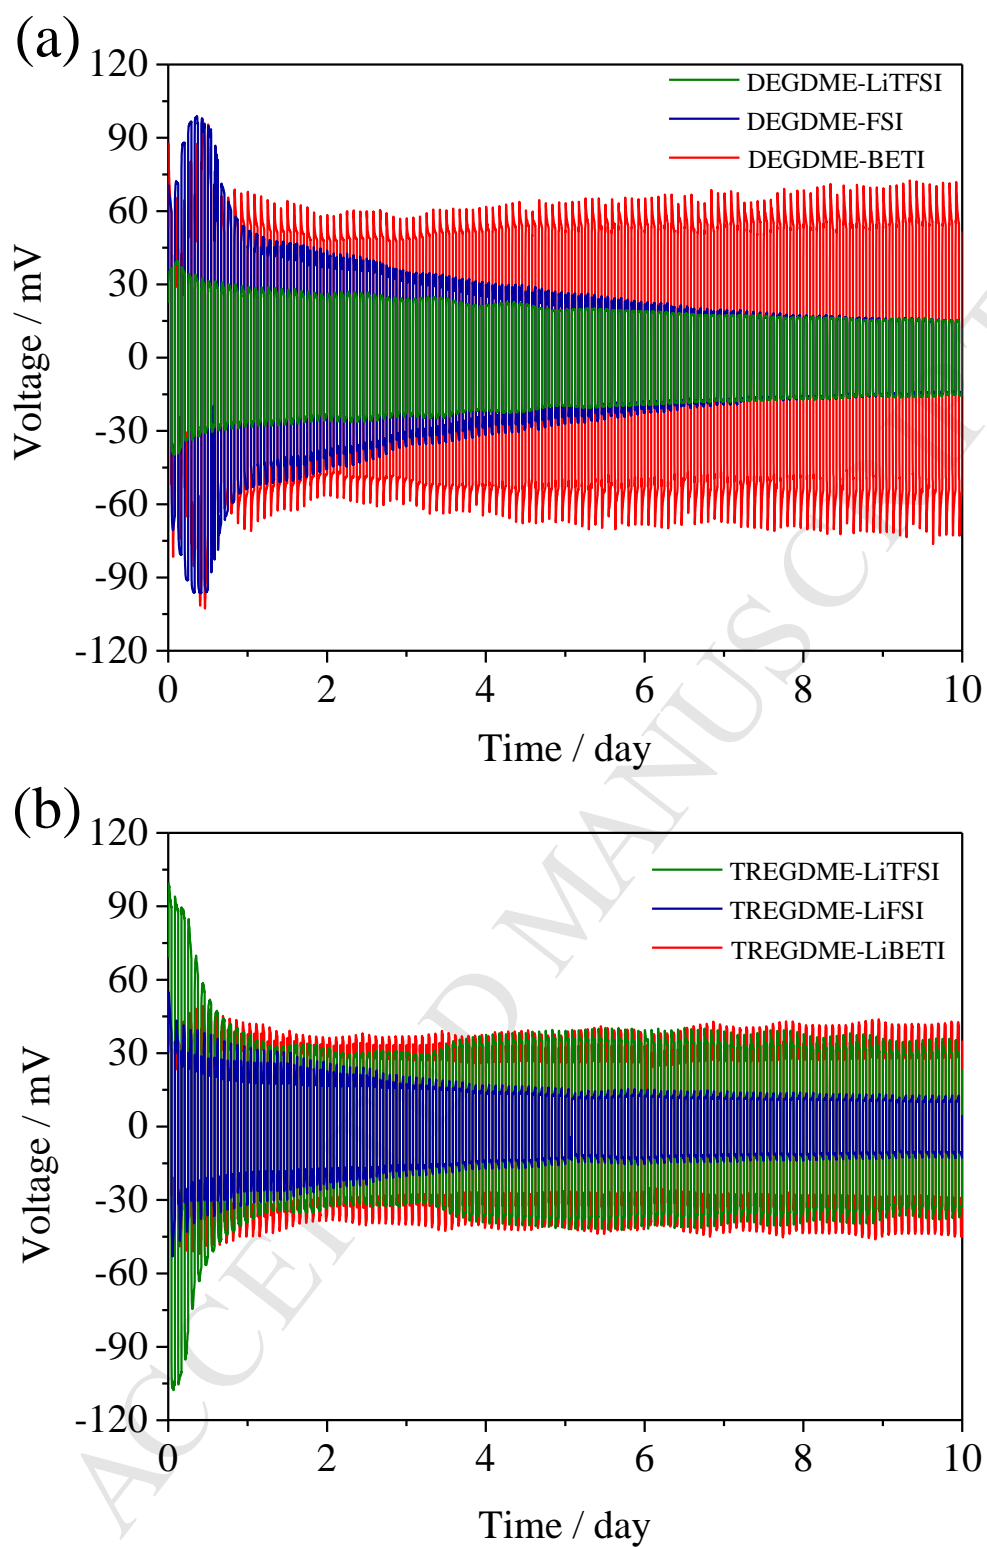 (a)
120
90
60
30
0
-30
-60
-90
-120
Voltage / mV
DEGDME-LiTFSI
DEGDME-FSI
DEGDME-BETI
0 2 4 6 8 10
Time / day
(b)
120
90
60
30
0
-30
-60
-90
-120
Voltage / mV
TREGDME-LiTFSI
TREGDME-LiFSI
TREGDME-LiBETI
0 2 4 6 8 10
Time / day
ACCEPTED MANUSCRIPT